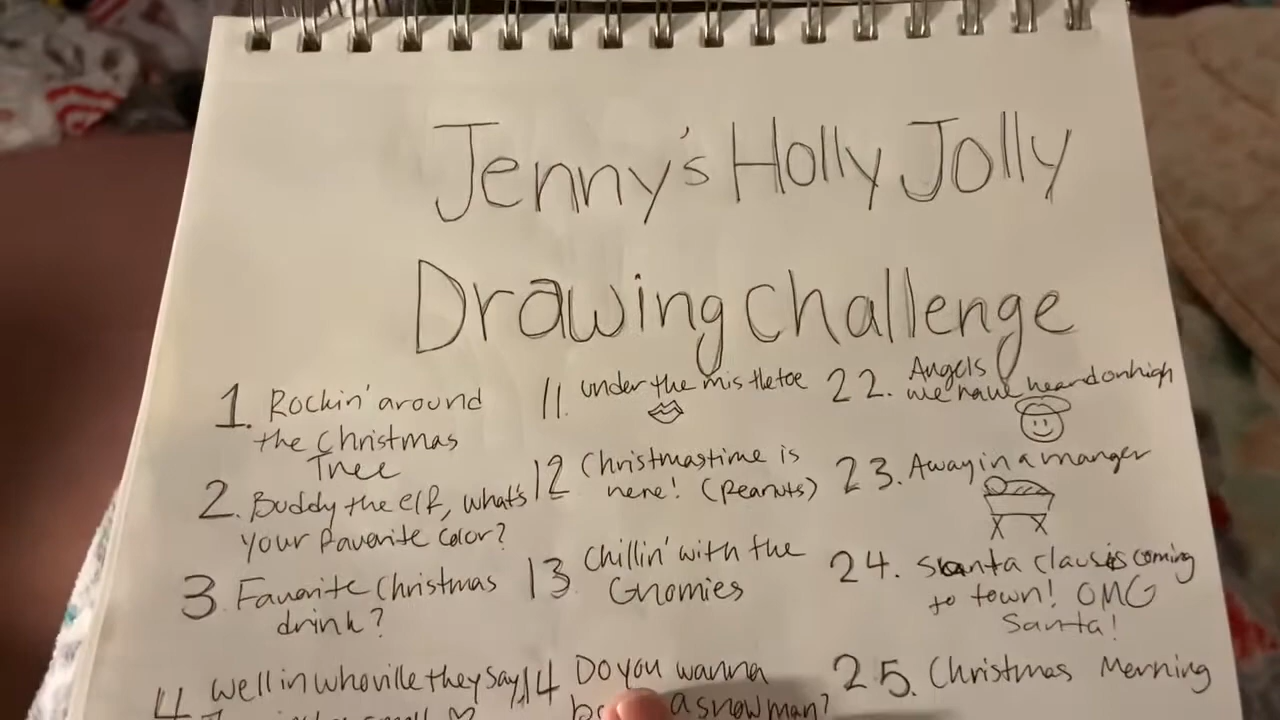 Jenny's Holly Jolly
Drawing Challenge
1. Rockin' around
the Christmas
Tree
2. Buddy the elf, what's
your favorite color?
3. Favorite Christmas
drink?
4 Well in whoville they say,
small ♡
11. under the mistletoe
12 Christmastime is
here! (Peanuts)
13 Chillin' with the
Gnomies
14 Do you wanna
a snowman?
22. Angels
we have heard on high
23. Away in a manger
24. Santa Claus is coming
to town! OMG
Santa!
25. Christmas Morning